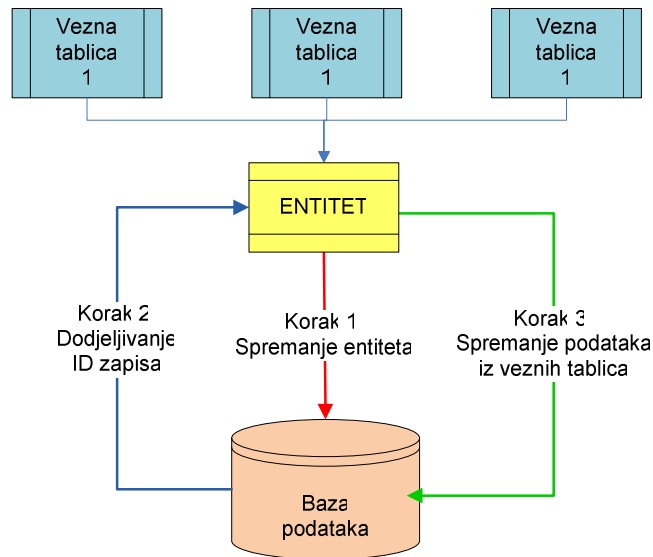 Vezna
tablica
1
Vezna
tablica
1
Vezna
tablica
1
ENTITET
Korak 2
Dodjeljivanje
ID zapisa
Korak 1
Spremanje entiteta
Korak 3
Spremanje podataka
iz veznih tablica
Baza
podataka